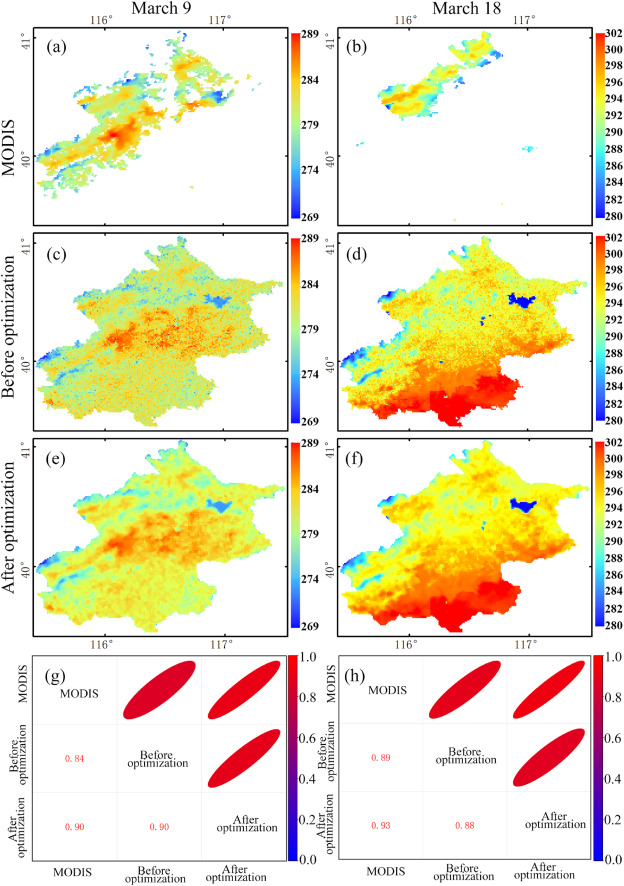 March 9
March 18
116°
117°
116°
117°
MODIS
41°
40°
(a)
289
284
279
274
269
(b)
41°
40°
302
300
298
296
294
292
290
288
286
284
282
280
Before optimization
41°
40°
(c)
289
284
279
274
269
(d)
41°
40°
302
300
298
296
294
292
290
288
286
284
282
280
After optimization
41°
40°
(e)
289
284
279
274
269
(f)
41°
40°
302
300
298
296
294
292
290
288
286
284
282
280
116°
117°
116°
117°
(g)
MODIS
MODIS
Before
optimization
0.84
Before
optimization
After
optimization
0.90
0.90
After
optimization
MODIS
Before
optimization
After
optimization
1.0
0.8
0.6
0.4
0.2
0.0
(h)
MODIS
MODIS
Before
optimization
0.89
Before
optimization
After
optimization
0.93
0.88
After
optimization
MODIS
Before
optimization
After
optimization
1.0
0.8
0.6
0.4
0.2
0.0